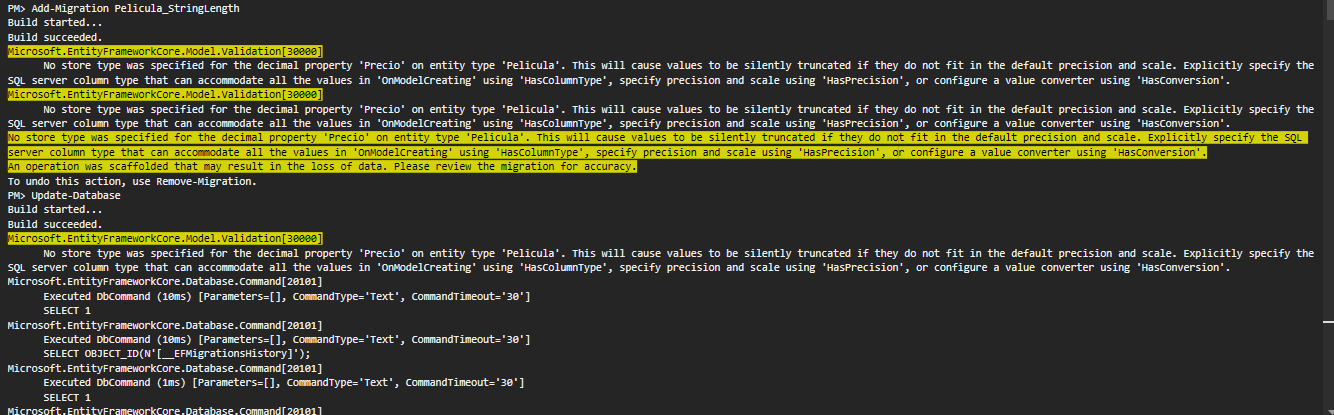 PM> Add-Migration Pelicula_StringLength
Build started...
Build succeeded.
Microsoft.EntityFrameworkCore.Model.Validation[30000]
No store type was specified for the decimal property 'Precio' on entity type 'Pelicula'. This will cause values to be silently truncated if they do not fit in the default precision and scale. Explicitly specify the
SQL server column type that can accommodate all the values in 'OnModelCreating' using 'HasColumnType', specify precision and scale using 'HasPrecision', or configure a value converter using 'HasConversion'.
Microsoft.EntityFrameworkCore.Model.Validation[30000]
No store type was specified for the decimal property 'Precio' on entity type 'Pelicula'. This will cause values to be silently truncated if they do not fit in the default precision and scale. Explicitly specify the
SQL server column type that can accommodate all the values in 'OnModelCreating' using 'HasColumnType', specify precision and scale using 'HasPrecision', or configure a value converter using 'HasConversion'.
No store type was specified for the decimal property 'Precio' on entity type 'Pelicula'. This will cause values to be silently truncated if they do not fit in the default precision and scale. Explicitly specify the SQL
server column type that can accommodate all the values in 'OnModelCreating' using 'HasColumnType', specify precision and scale using 'HasPrecision', or configure a value converter using 'HasConversion'.
An operation was scaffolded that may result in the loss of data. Please review the migration for accuracy.
To undo this action, use Remove-Migration.
PM> Update-Database
Build started...
Build succeeded.
Microsoft.EntityFrameworkCore.Model.Validation[30000]
No store type was specified for the decimal property 'Precio' on entity type 'Pelicula'. This will cause values to be silently truncated if they do not fit in the default precision and scale. Explicitly specify the
SQL server column type that can accommodate all the values in 'OnModelCreating' using 'HasColumnType', specify precision and scale using 'HasPrecision', or configure a value converter using 'HasConversion'.
Microsoft.EntityFrameworkCore.Database.Command[20101]
Executed DbCommand (10ms) [Parameters=[], CommandType='Text', CommandTimeout='30']
SELECT 1
Microsoft.EntityFrameworkCore.Database.Command[20101]
Executed DbCommand (10ms) [Parameters=[], CommandType='Text', CommandTimeout='30']
SELECT OBJECT_ID(N'[__EFMigrationsHistory]');
Microsoft.EntityFrameworkCore.Database.Command[20101]
Executed DbCommand (1ms) [Parameters=[], CommandType='Text', CommandTimeout='30']
SELECT 1
Microsoft.EntityFrameworkCore.Database.Command[20101]